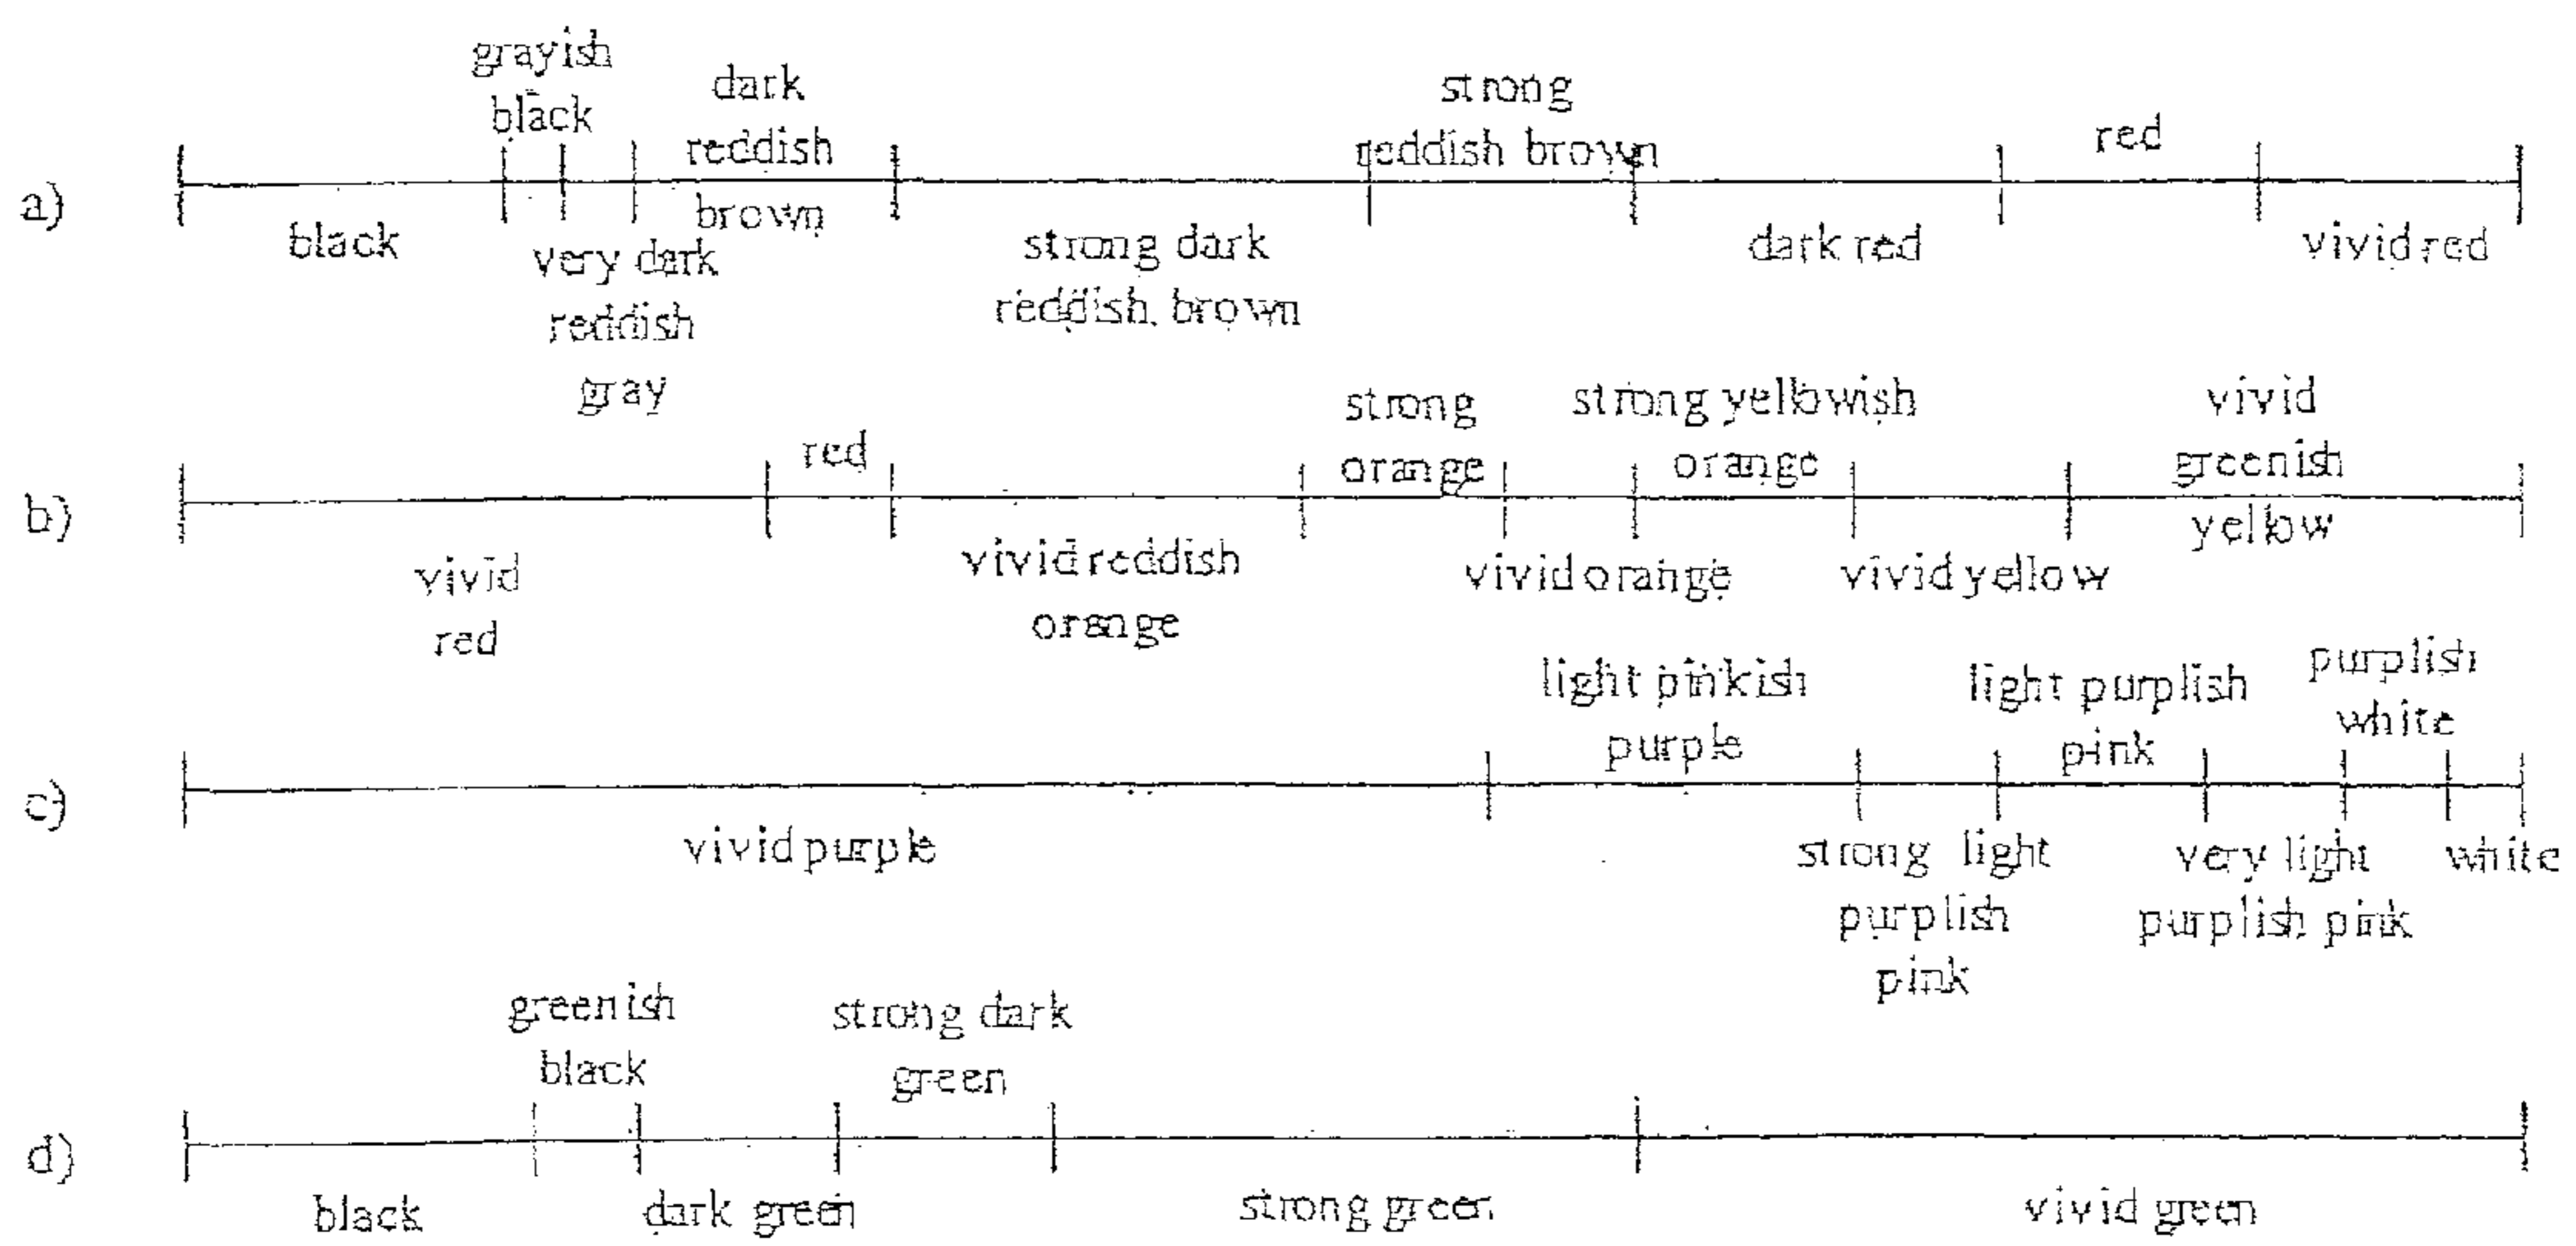 a)
grayish
black
dark
reddish
brown
strong
reddish brown
red
black
very dark
reddish
gray
strong dark
reddish brown
dark red
vivid red
b)
red
strong
orange
strong yellowish
orange
vivid
greenish
yellow
vivid
red
vivid reddish
orange
vivid orange
vivid yellow
c)
light pinkish
purple
light purplish
pink
purplish
white
vivid purple
strong light
purplish
pink
very light
purplish pink
white
d)
greenish
black
strong dark
green
black
dark green
strong green
vivid green